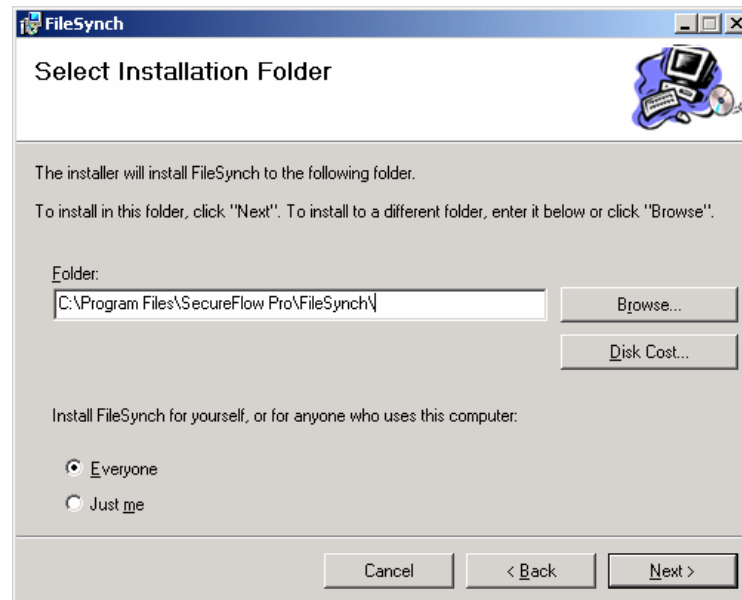 FileSynch
Select Installation Folder
The installer will install FileSynch to the following folder.
To install in this folder, click "Next". To install to a different folder, enter it below or click "Browse".
Folder:
C:\Program Files\SecureFlow Pro\FileSynch\
Browse...
Disk Cost...
Install FileSynch for yourself, or for anyone who uses this computer:
Everyone
Just me
Cancel
< Back
Next >